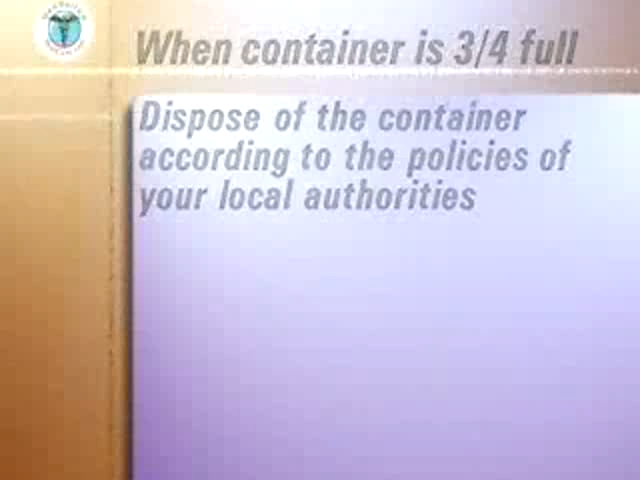 When container is 3/4 full
Dispose of the container
according to the policies of
your local authorities